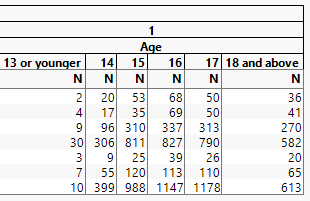 1
Age
13 or younger 14 15 16 17 18 and above
N N N N N N
2 20 53 68 50 36
4 17 35 69 50 41
9 96 310 337 313 270
30 306 811 827 790 582
3 9 25 39 26 20
7 55 120 113 110 65
10 399 988 1147 1178 613